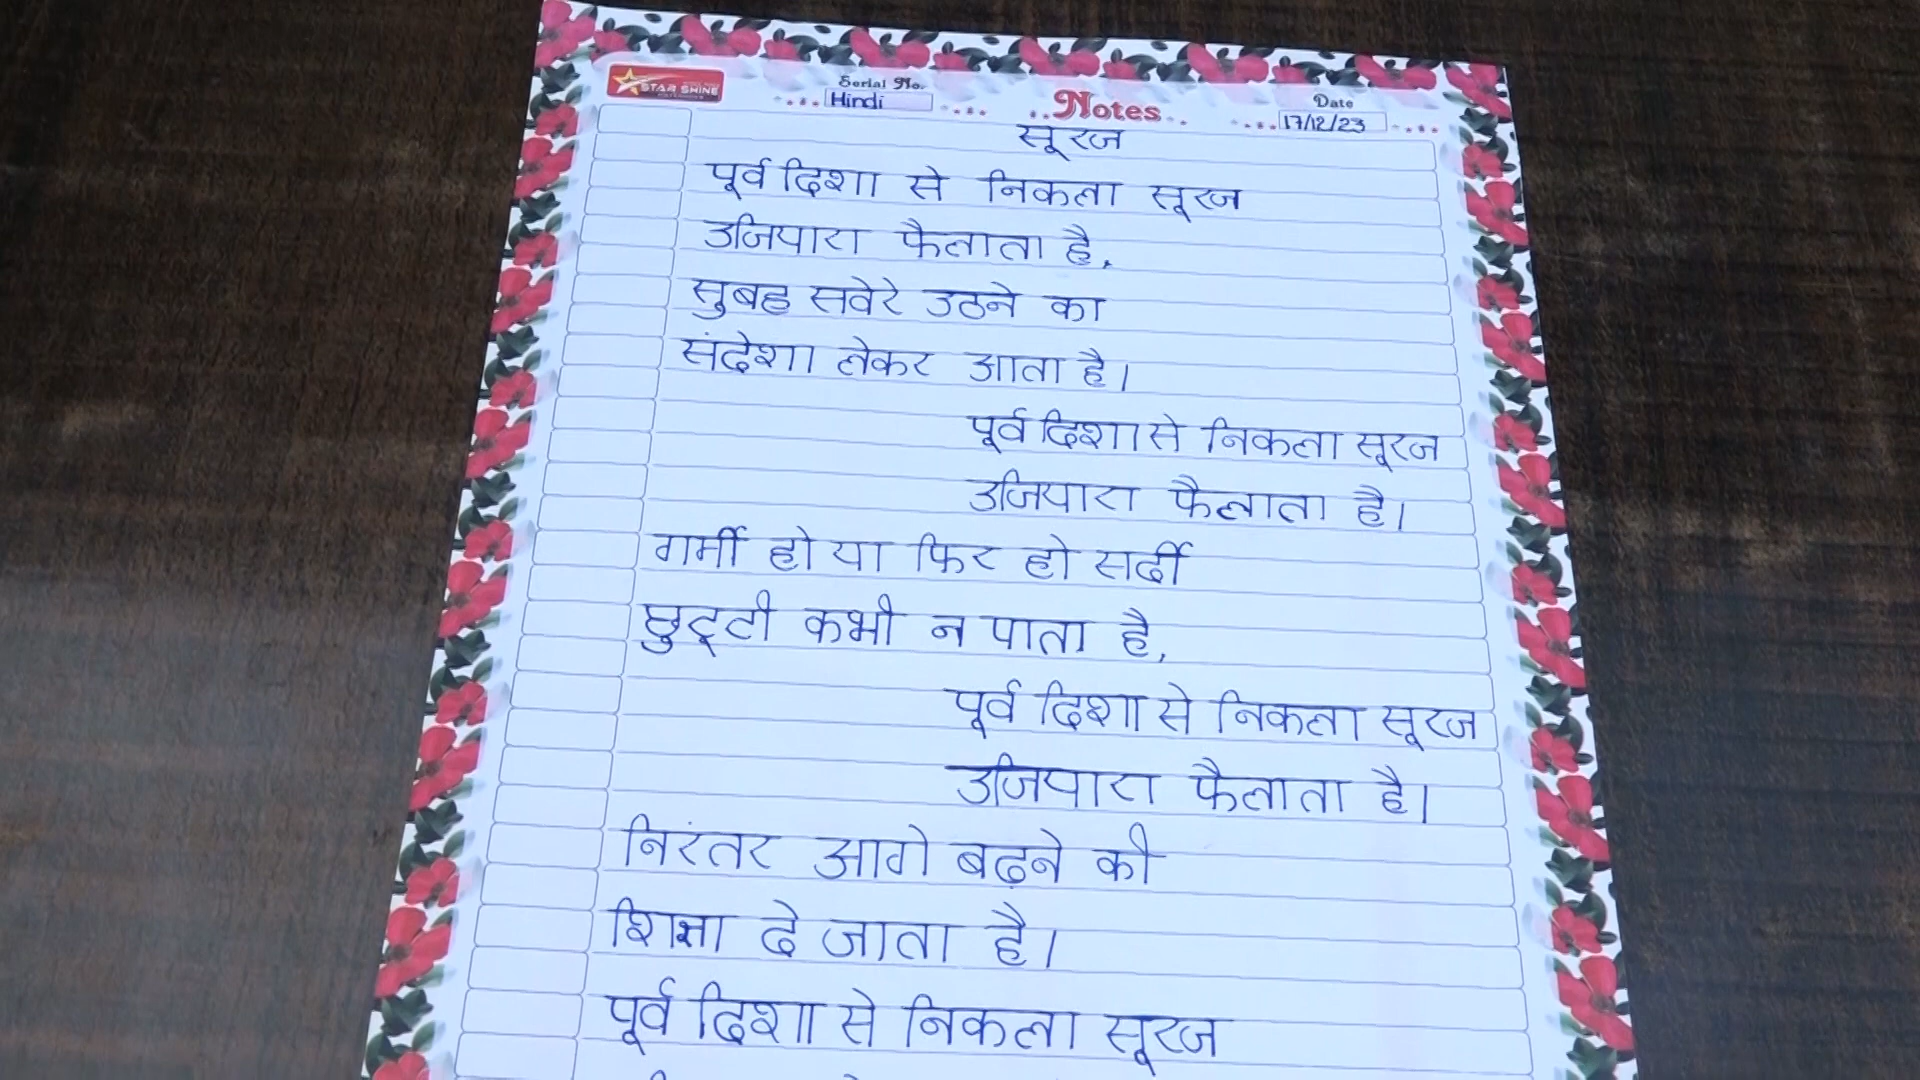 STAR SHINE
Serial No.
Hindi
Notes
Date
17/12/23
सूरज
पूर्व दिशा से निकला सूरज
उजियारा फैलाता है,
सुबह सवेरे उठने का
संदेशा लेकर आता है।
पूर्व दिशा से निकला सूरज
उजियारा फैलाता है।
गर्मी हो या फिर हो सर्दी
छुट्टी कभी न पाता है,
पूर्व दिशा से निकला सूरज
उजियारा फैलाता है।
निरंतर आगे बढ़ने की
शिक्षा दे जाता है।
पूर्व दिशा से निकला सूरज